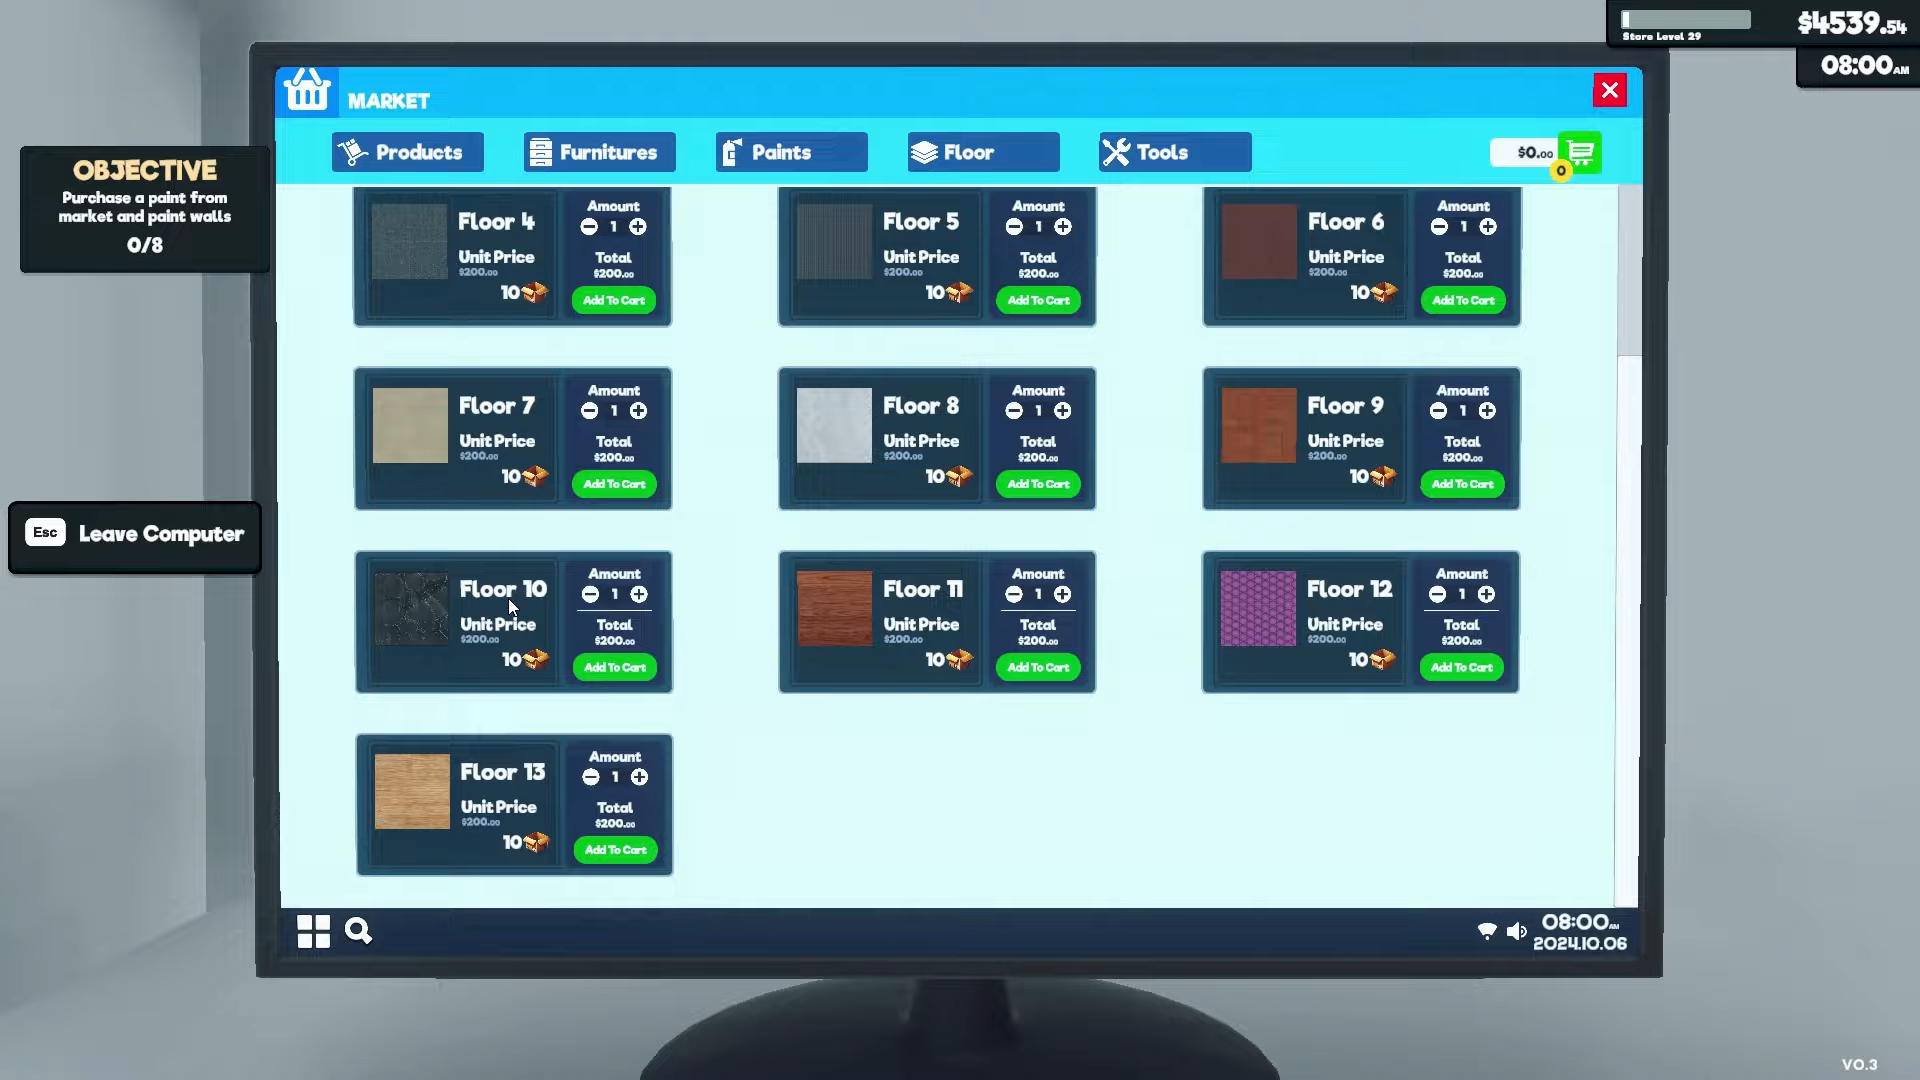 Store Level 29
$4539.54
08:00AM
MARKET
Products
Furnitures
Paints
Floor
Tools
$0.00
0
OBJECTIVE
Purchase a paint from
market and paint walls
0/8
Esc
Leave Computer
Floor 4
Unit Price
$200.00
10
Amount
1
Total
$200.00
Add To Cart
Floor 5
Unit Price
$200.00
10
Amount
1
Total
$200.00
Add To Cart
Floor 6
Unit Price
$200.00
10
Amount
1
Total
$200.00
Add To Cart
Floor 7
Unit Price
$200.00
10
Amount
1
Total
$200.00
Add To Cart
Floor 8
Unit Price
$200.00
10
Amount
1
Total
$200.00
Add To Cart
Floor 9
Unit Price
$200.00
10
Amount
1
Total
$200.00
Add To Cart
Floor 10
Unit Price
$200.00
10
Amount
1
Total
$200.00
Add To Cart
Floor 11
Unit Price
$200.00
10
Amount
1
Total
$200.00
Add To Cart
Floor 12
Unit Price
$200.00
10
Amount
1
Total
$200.00
Add To Cart
Floor 13
Unit Price
$200.00
10
Amount
1
Total
$200.00
Add To Cart
08:00AM
2024.10.06
V0.3